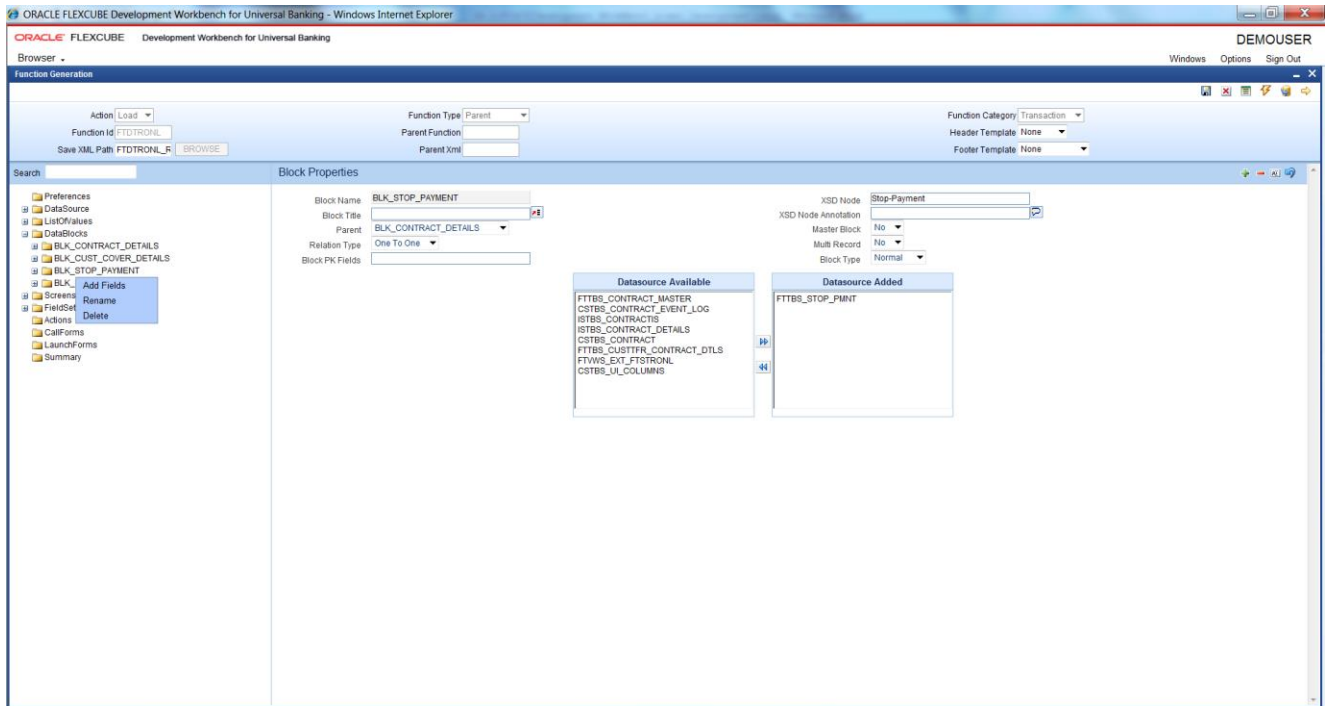 ORACLE FLEXCUBE Development Workbench for Universal Banking - Windows Internet Explorer
ORACLE FLEXCUBE Development Workbench for Universal Banking DEMOUSER
Browser Windows Options Sign Out
Function Generation
Action Load Function Type Parent Function Category Transaction
Function Id FTDTRONL Parent Function Header Template None
Save XML Path FTDTRONL_R BROWSE Parent Xml Footer Template None
Search Block Properties
Preferences
DataSource
ListOfValues
DataBlocks
BLK_CONTRACT_DETAILS
BLK_CUST_COVER_DETAILS
BLK_STOP_PAYMENT
BLK_
Screens
FieldSet
Actions
CallForms
LaunchForms
Summary
Add Fields
Rename
Delete
Block Name BLK_STOP_PAYMENT XSD Node Stop-Payment
Block Title XSD Node Annotation
Parent BLK_CONTRACT_DETAILS Master Block No
Relation Type One To One Multi Record No
Block PK Fields Block Type Normal
Datasource Available Datasource Added
FTTBS_CONTRACT_MASTER FTTBS_STOP_PMNT
CSTBS_CONTRACT_EVENT_LOG
ISTBS_CONTRACTIS
ISTBS_CONTRACT_DETAILS
CSTBS_CONTRACT
FTTBS_CUSTTFR_CONTRACT_DTLS
FTVWS_EXT_FTSTRONL
CSTBS_UI_COLUMNS